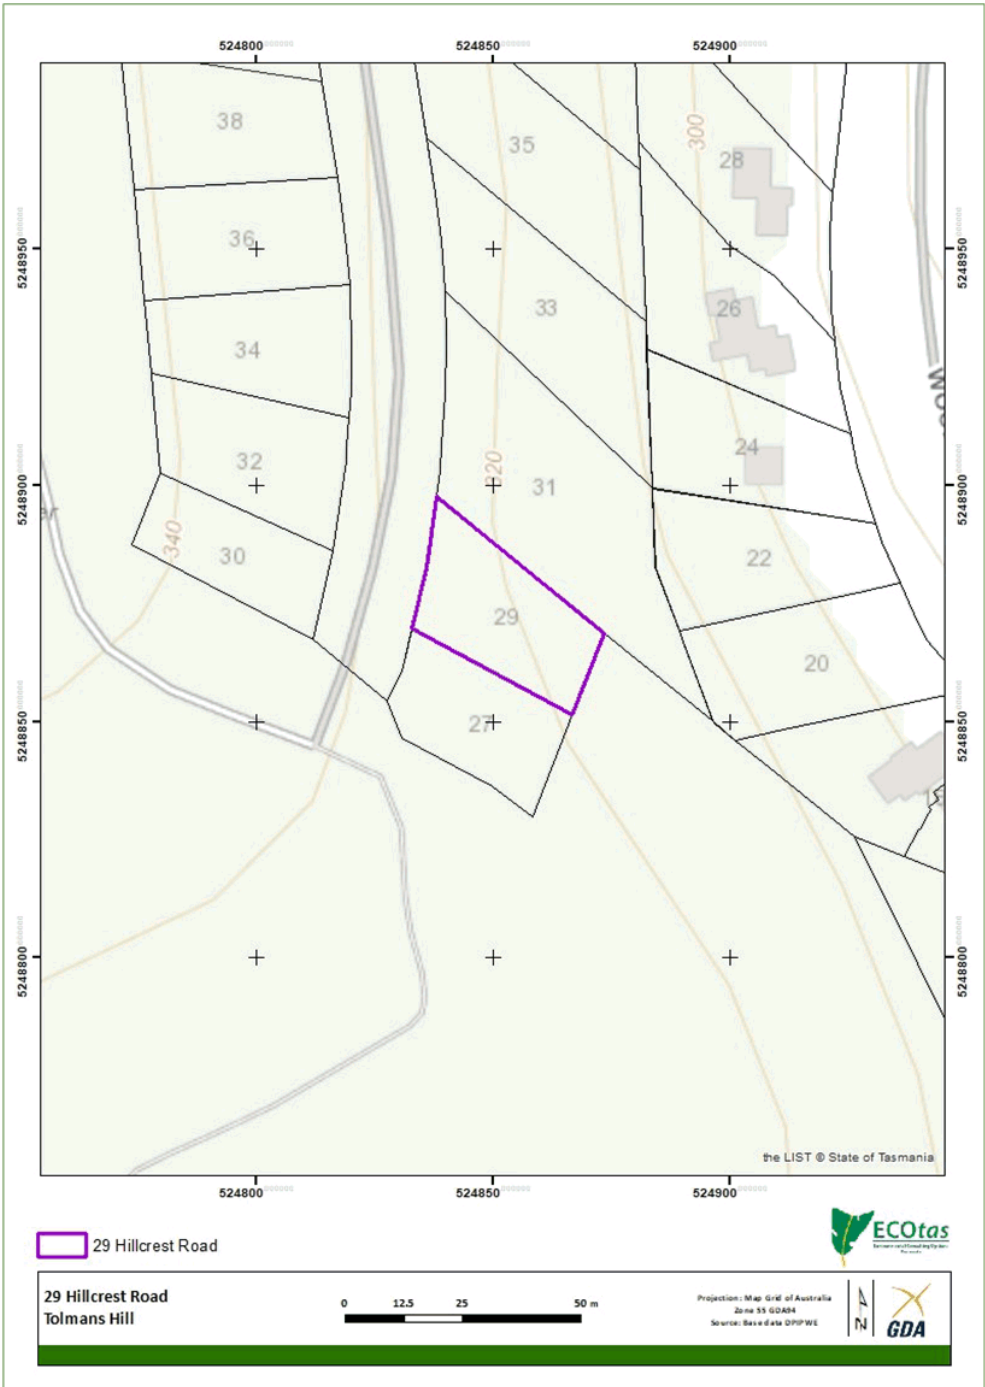 524800
524850
524900
38
35
28
36
33
26
34
24
32
31
30
22
29
20
27
300
320
340
5248950
5248900
5248850
5248800
5248950
5248900
5248850
5248800
the LIST © State of Tasmania
524800
524850
524900
29 Hillcrest Road
ECOtas
29 Hillcrest Road
Tolmans Hill
0 12.5 25 50 m
Projection: Map Grid of Australia
Zone 55 GDA94
Source: Base data DPIPWE
N
GDA